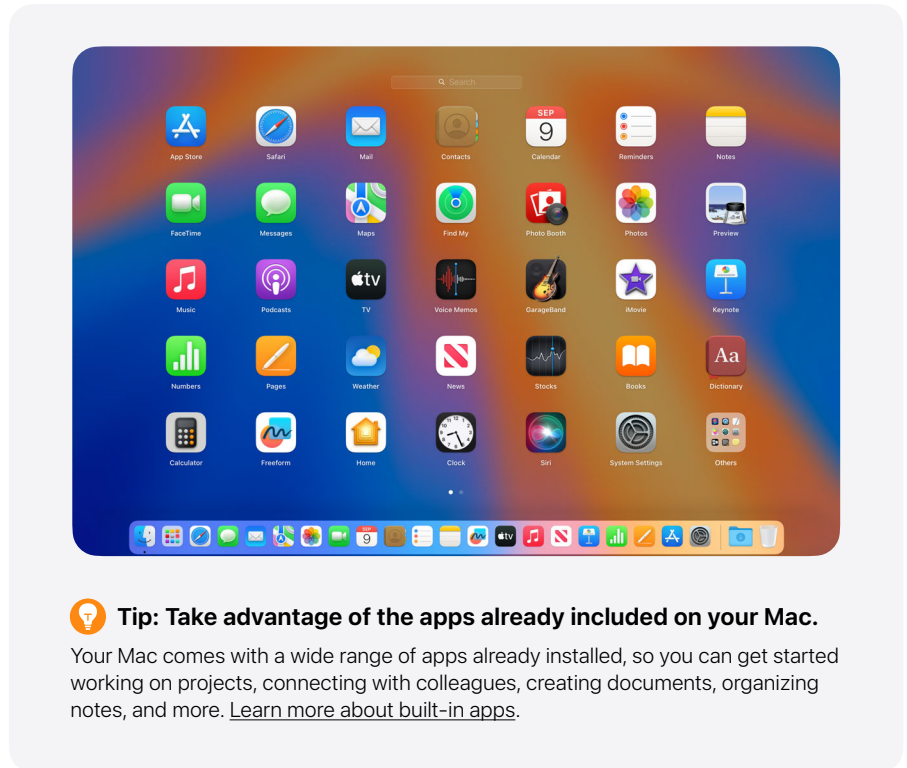 Search
App Store Safari Mail Contacts SEP 9 Calendar Reminders Notes
FaceTime Messages Maps Find My Photo Booth Photos Preview
Music Podcasts tv TV Voice Memos GarageBand iMovie Keynote
Numbers Pages Weather News Stocks Books Aa Dictionary
Calculator Freeform Home Clock Siri System Settings Others
SEP 9 tv
Tip: Take advantage of the apps already included on your Mac.
Your Mac comes with a wide range of apps already installed, so you can get started
working on projects, connecting with colleagues, creating documents, organizing
notes, and more. Learn more about built-in apps.